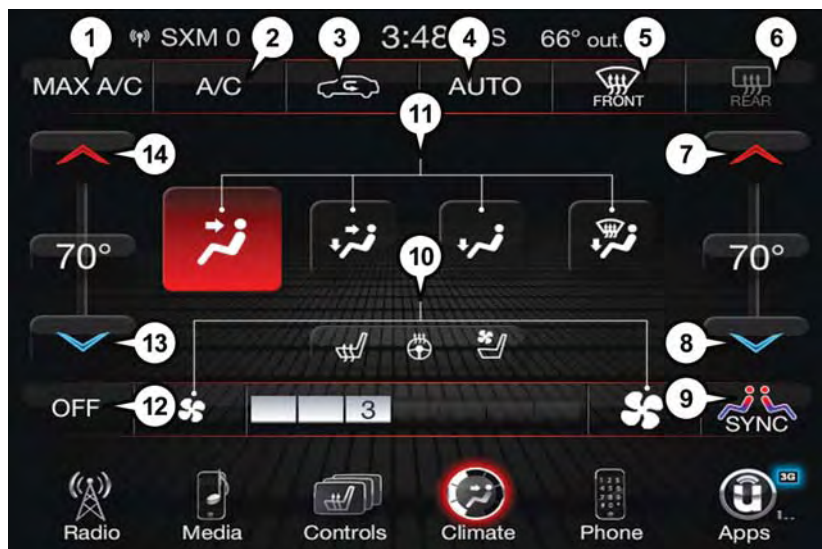 1 2 3 4 5 6
SXM 0 3:48 S 66° out.
MAX A/C A/C AUTO FRONT REAR
11
14 7
70° 70°
10
13 8
OFF 12 3 9 SYNC
3G
Radio Media Controls Climate Phone Apps